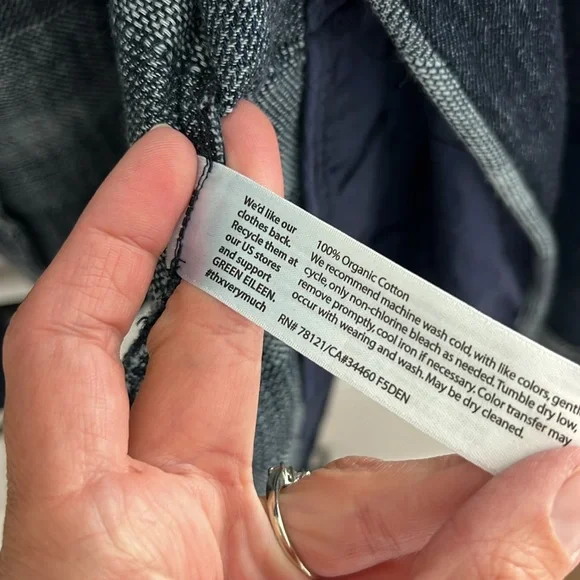 We'd like our
clothes back.
Recycle them at
our US stores
and support
GREEN EILEEN.
#thxverymuch
100% Organic Cotton
We recommend machine wash cold, with like colors,
cycle, only non-chlorine bleach as needed. Tumble dry low,
remove promptly, cool iron if necessary. Color transfer may
occur with wearing and wash. May be dry cleaned.
RN# 78121/CA#34460 F5DEN